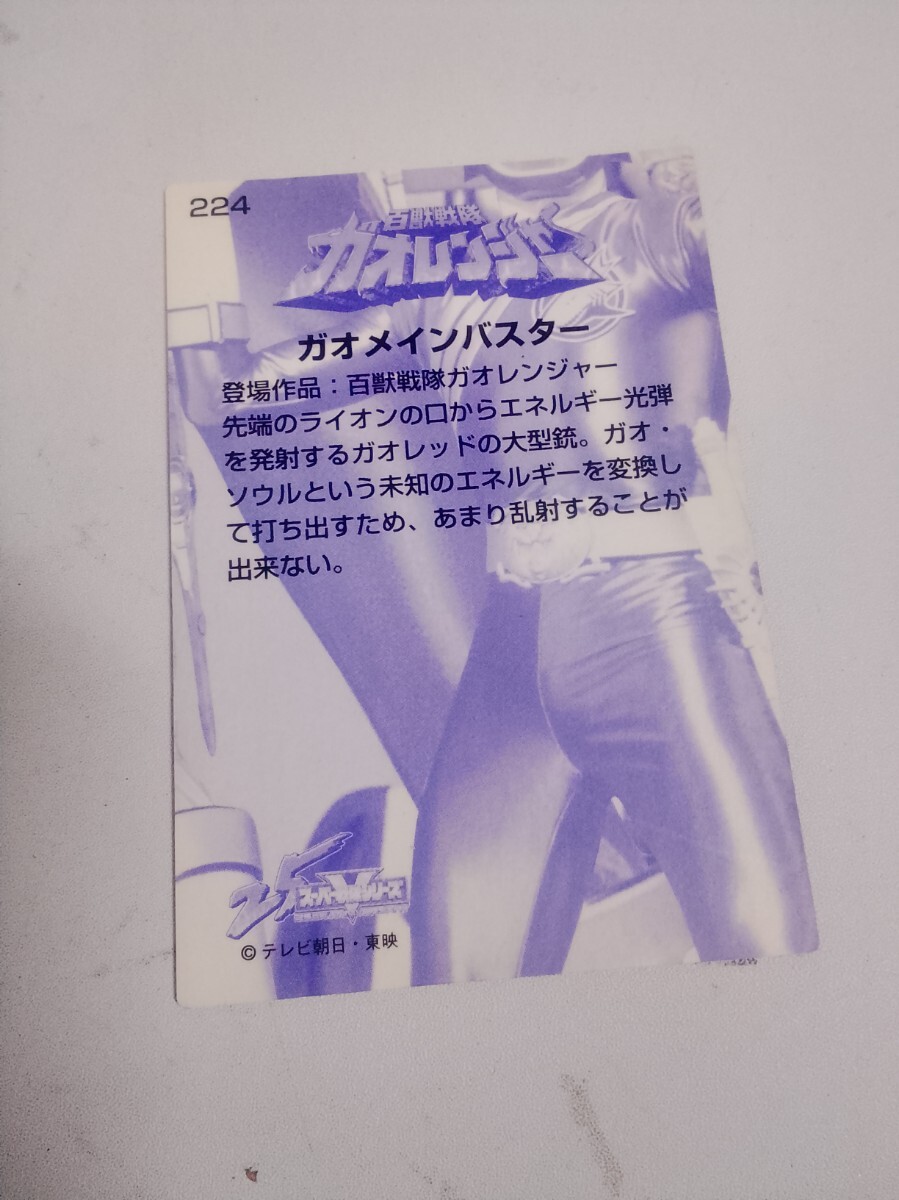 224
百獣戦隊
ガオレンジャー
ガオメインバスター
登場作品：百獣戦隊ガオレンジャー
先端のライオンの口からエネルギー光弾
を発射するガオレッドの大型銃。ガオ・
ソウルという未知のエネルギーを変換し
て打ち出すため、あまり乱射することが
出来ない。
25 スーパー戦隊シリーズ
© テレビ朝日・東映